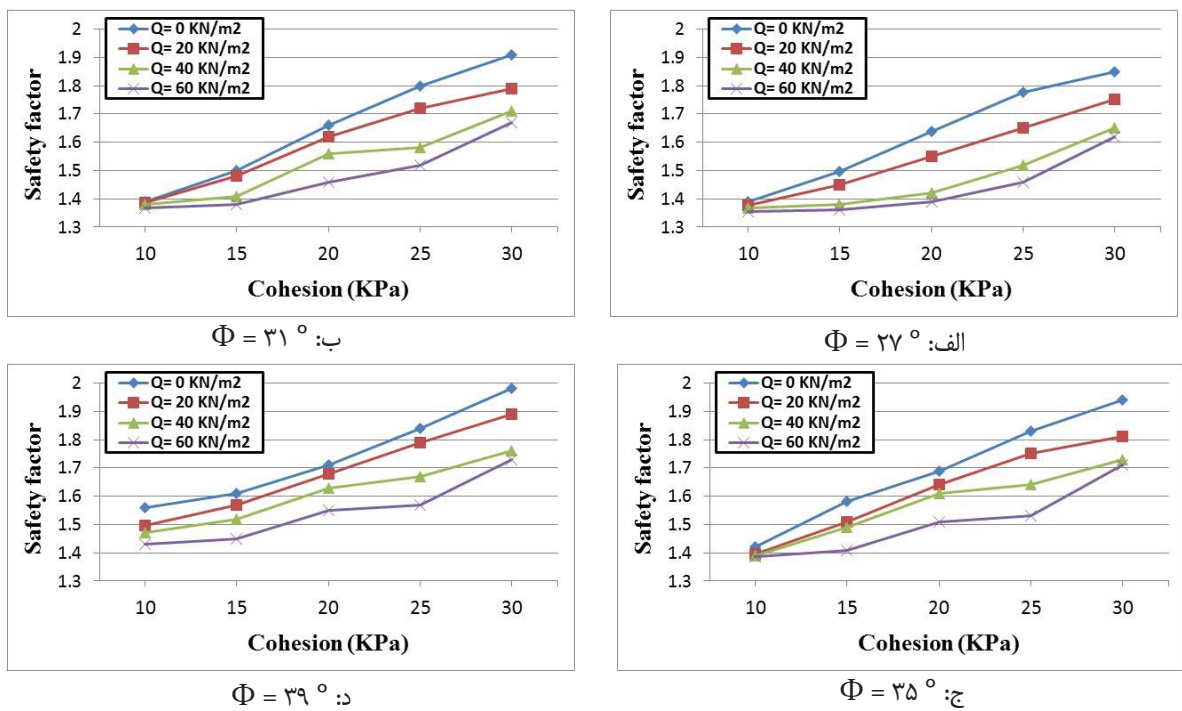 Q= 0 KN/m2
Q= 20 KN/m2
Q= 40 KN/m2
Q= 60 KN/m2
Safety factor
2
1.9
1.8
1.7
1.6
1.5
1.4
1.3
10 15 20 25 30
Cohesion (KPa)
ب: Φ = ۳۱ °
Q= 0 KN/m2
Q= 20 KN/m2
Q= 40 KN/m2
Q= 60 KN/m2
Safety factor
2
1.9
1.8
1.7
1.6
1.5
1.4
1.3
10 15 20 25 30
Cohesion (KPa)
الف: Φ = ۲۷ °
Q= 0 KN/m2
Q= 20 KN/m2
Q= 40 KN/m2
Q= 60 KN/m2
Safety factor
2
1.9
1.8
1.7
1.6
1.5
1.4
1.3
10 15 20 25 30
Cohesion (KPa)
د: Φ = ۳۹ °
Q= 0 KN/m2
Q= 20 KN/m2
Q= 40 KN/m2
Q= 60 KN/m2
Safety factor
2
1.9
1.8
1.7
1.6
1.5
1.4
1.3
10 15 20 25 30
Cohesion (KPa)
ج: Φ = ۳۵ °